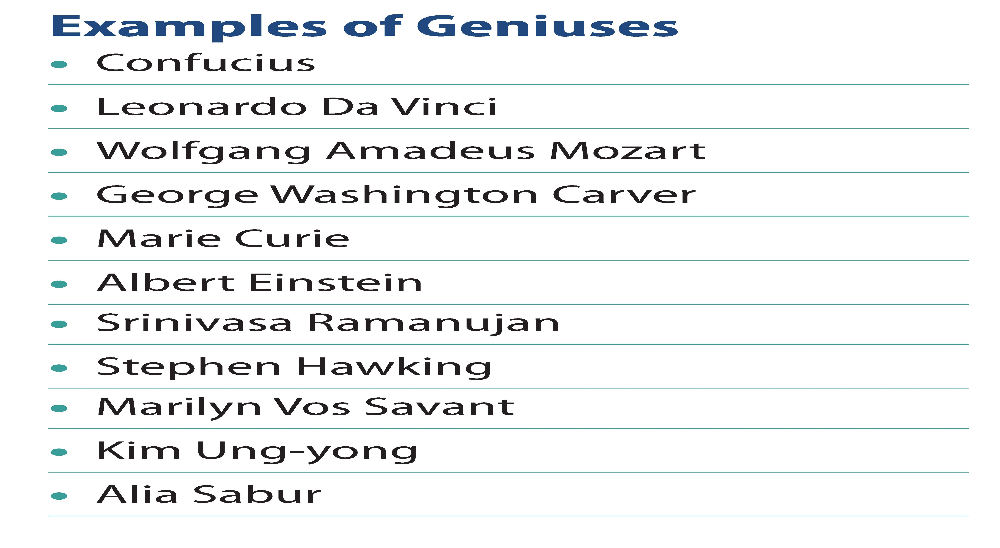 Examples of Geniuses
• Confucius
• Leonardo Da Vinci
• Wolfgang Amadeus Mozart
• George Washington Carver
• Marie Curie
• Albert Einstein
• Srinivasa Ramanujan
• Stephen Hawking
• Marilyn Vos Savant
• Kim Ung-yong
• Alia Sabur